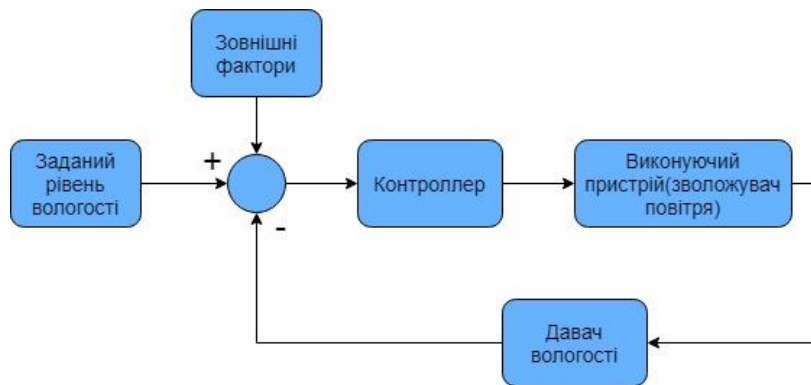 Зовнішні
фактори
Заданий
рівень
вологості
+
-
Контроллер
Виконуючий
пристрій(зволожувач
повітря)
Давач
вологості